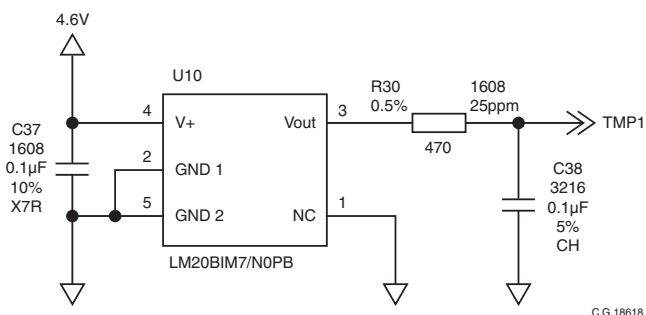 4.6V
U10
C37
1608
0.1µF
10%
X7R
4
V+
2
GND 1
5
GND 2
Vout
3
NC
1
LM20BIM7/N0PB
R30
0.5%
1608
25ppm
470
TMP1
C38
3216
0.1µF
5%
CH
C.G.18618